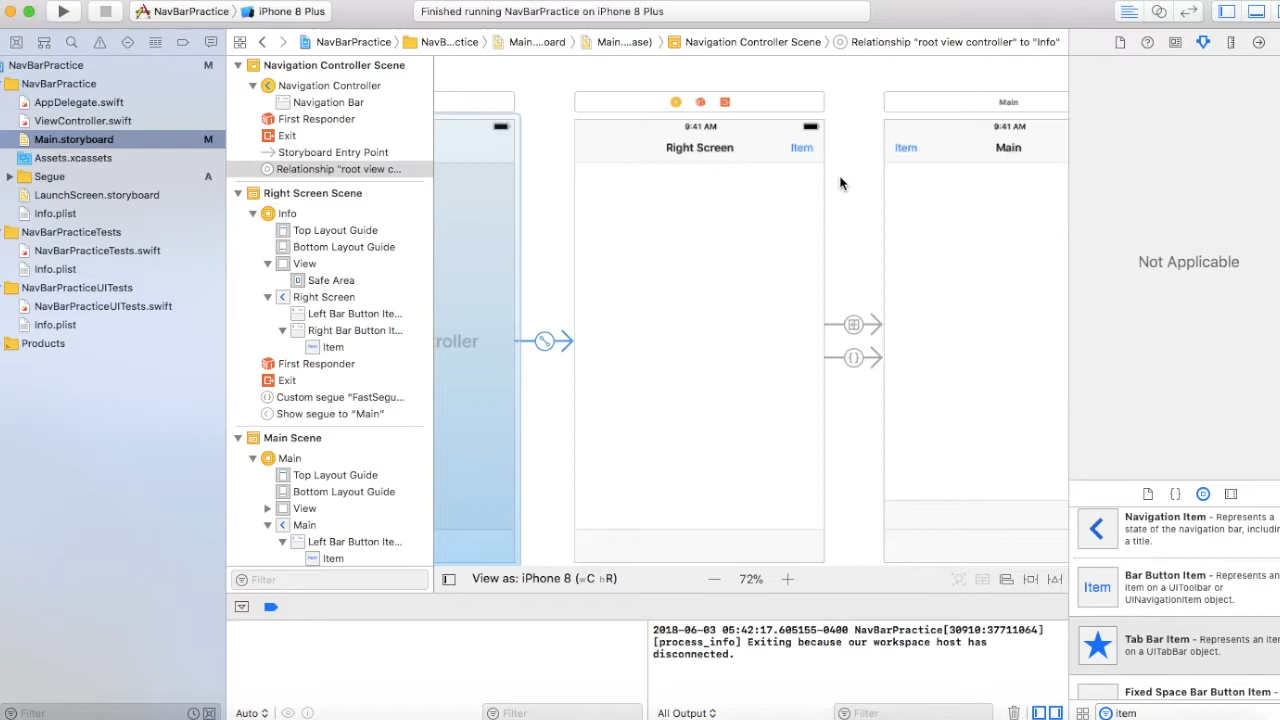 NavBarPractice
iPhone 8 Plus
Finished running NavBarPractice on iPhone 8 Plus
NavBarPractice
NavB...ctice
Main....oard
Main....ase)
Navigation Controller Scene
Relationship "root view controller" to "Info"
NavBarPractice M
NavBarPractice
AppDelegate.swift
ViewController.swift
Main.storyboard M
Assets.xcassets
Segue A
LaunchScreen.storyboard
Info.plist
NavBarPracticeTests
NavBarPracticeTests.swift
Info.plist
NavBarPracticeUITests
NavBarPracticeUITests.swift
Info.plist
Products
Filter
Navigation Controller Scene
Navigation Controller
Navigation Bar
First Responder
Exit
Storyboard Entry Point
Relationship "root view c...
Right Screen Scene
Info
Top Layout Guide
Bottom Layout Guide
View
Safe Area
Right Screen
Left Bar Button Ite...
Right Bar Button It...
Item
First Responder
Exit
Custom segue "FastSegu...
Show segue to "Main"
Main Scene
Main
Top Layout Guide
Bottom Layout Guide
View
Main
Left Bar Button Ite...
Item
Filter
roller
9:41 AM
Right Screen
Item
Main
9:41 AM
Item
Main
View as: iPhone 8 (wC hR)
72%
Auto
Filter
2018-06-03 05:42:17.605155-0400 NavBarPractice[30910:37711064]
[process_info] Exiting because our workspace host has
disconnected.
All Output
Filter
Not Applicable
Navigation Item - Represents a
state of the navigation bar, includin
a title.
Item
Bar Button Item - Represents an
item on a UIToolbar or
UINavigationItem object.
Tab Bar Item - Represents an iter
on a UITabBar object.
Fixed Space Bar Button Item -
item